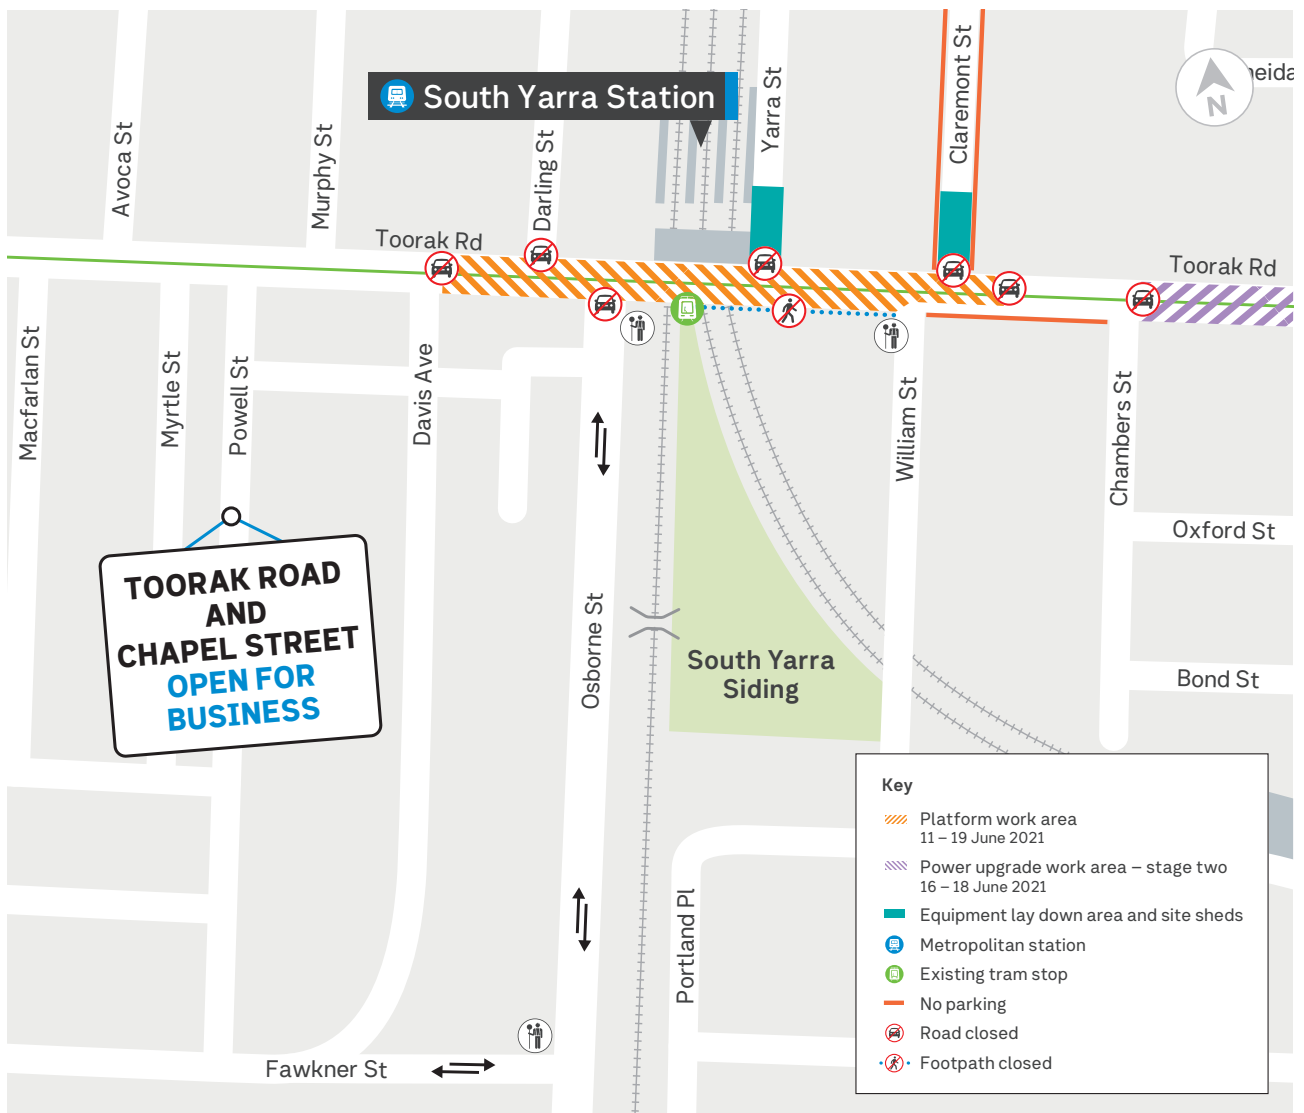 South Yarra Station
Avoca St
Murphy St
Darling St
Yarra St
Claremont St
N
Toorak Rd
Toorak Rd
Macfarlan St
Myrtle St
Powell St
Davis Ave
William St
Chambers St
Oxford St
TOORAK ROAD
AND
CHAPEL STREET
OPEN FOR
BUSINESS
Osborne St
South Yarra
Siding
Bond St
Portland Pl
Fawkner St
Key
Platform work area
11 – 19 June 2021
Power upgrade work area – stage two
16 – 18 June 2021
Equipment lay down area and site sheds
Metropolitan station
Existing tram stop
No parking
Road closed
Footpath closed